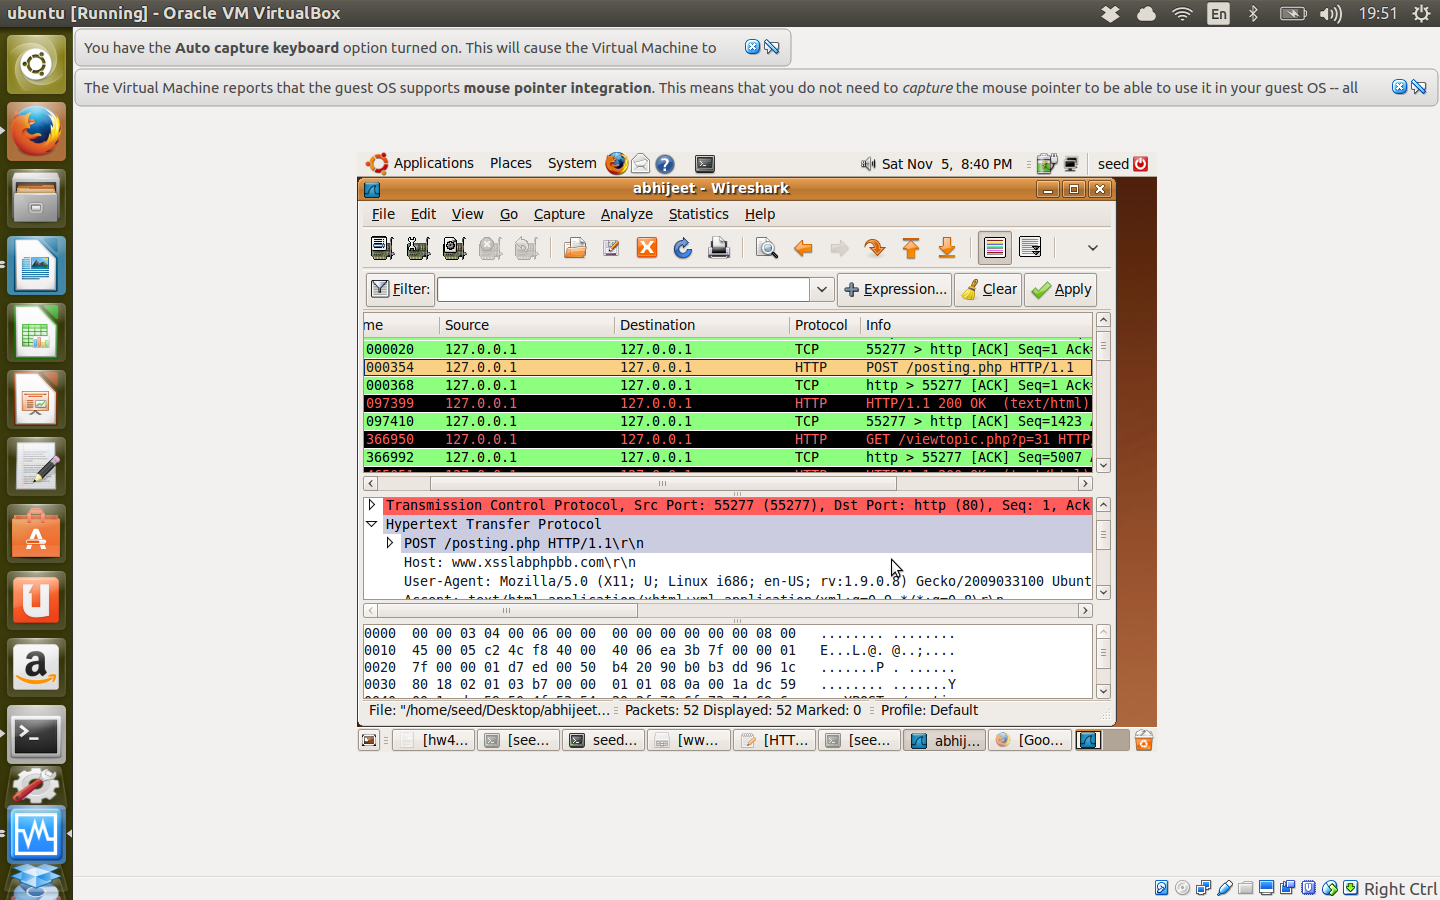 ubuntu [Running] - Oracle VM VirtualBox
En
19:51
You have the Auto capture keyboard option turned on. This will cause the Virtual Machine to
The Virtual Machine reports that the guest OS supports mouse pointer integration. This means that you do not need to capture the mouse pointer to be able to use it in your guest OS -- all
Applications Places System Sat Nov 5, 8:40 PM seed
abhijeet - Wireshark
File Edit View Go Capture Analyze Statistics Help
Filter: Expression... Clear Apply
me Source Destination Protocol Info
000020 127.0.0.1 127.0.0.1 TCP 55277 > http [ACK] Seq=1 Ack=
000354 127.0.0.1 127.0.0.1 HTTP POST /posting.php HTTP/1.1
000368 127.0.0.1 127.0.0.1 TCP http > 55277 [ACK] Seq=1 Ack=
097399 127.0.0.1 127.0.0.1 HTTP HTTP/1.1 200 OK (text/html)
097410 127.0.0.1 127.0.0.1 TCP 55277 > http [ACK] Seq=1423
366950 127.0.0.1 127.0.0.1 HTTP GET /viewtopic.php?p=31 HTTP
366992 127.0.0.1 127.0.0.1 TCP http > 55277 [ACK] Seq=5007
Transmission Control Protocol, Src Port: 55277 (55277), Dst Port: http (80), Seq: 1, Ack
Hypertext Transfer Protocol
POST /posting.php HTTP/1.1\r\n
Host: www.xsslabphpbb.com\r\n
User-Agent: Mozilla/5.0 (X11; U; Linux i686; en-US; rv:1.9.0.8) Gecko/2009033100 Ubunt
Accept: text/html,application/xhtml+xml,application/xml;q=0.9,*/*;q=0.8\r\n
0000 00 00 03 04 00 06 00 00 00 00 00 00 00 00 08 00 ........ ........
0010 45 00 05 c2 4c f8 40 00 40 06 ea 3b 7f 00 00 01 E...L.@. @..;....
0020 7f 00 00 01 d7 ed 00 50 b4 20 90 b0 b3 dd 96 1c .......P . ......
0030 80 18 02 01 03 b7 00 00 01 01 08 0a 00 1a dc 59 ........ .......Y
File: "/home/seed/Desktop/abhijeet... Packets: 52 Displayed: 52 Marked: 0 Profile: Default
[hw4... [see... seed... [ww... [HTT... [see... abhij... [Goo...
Right Ctrl